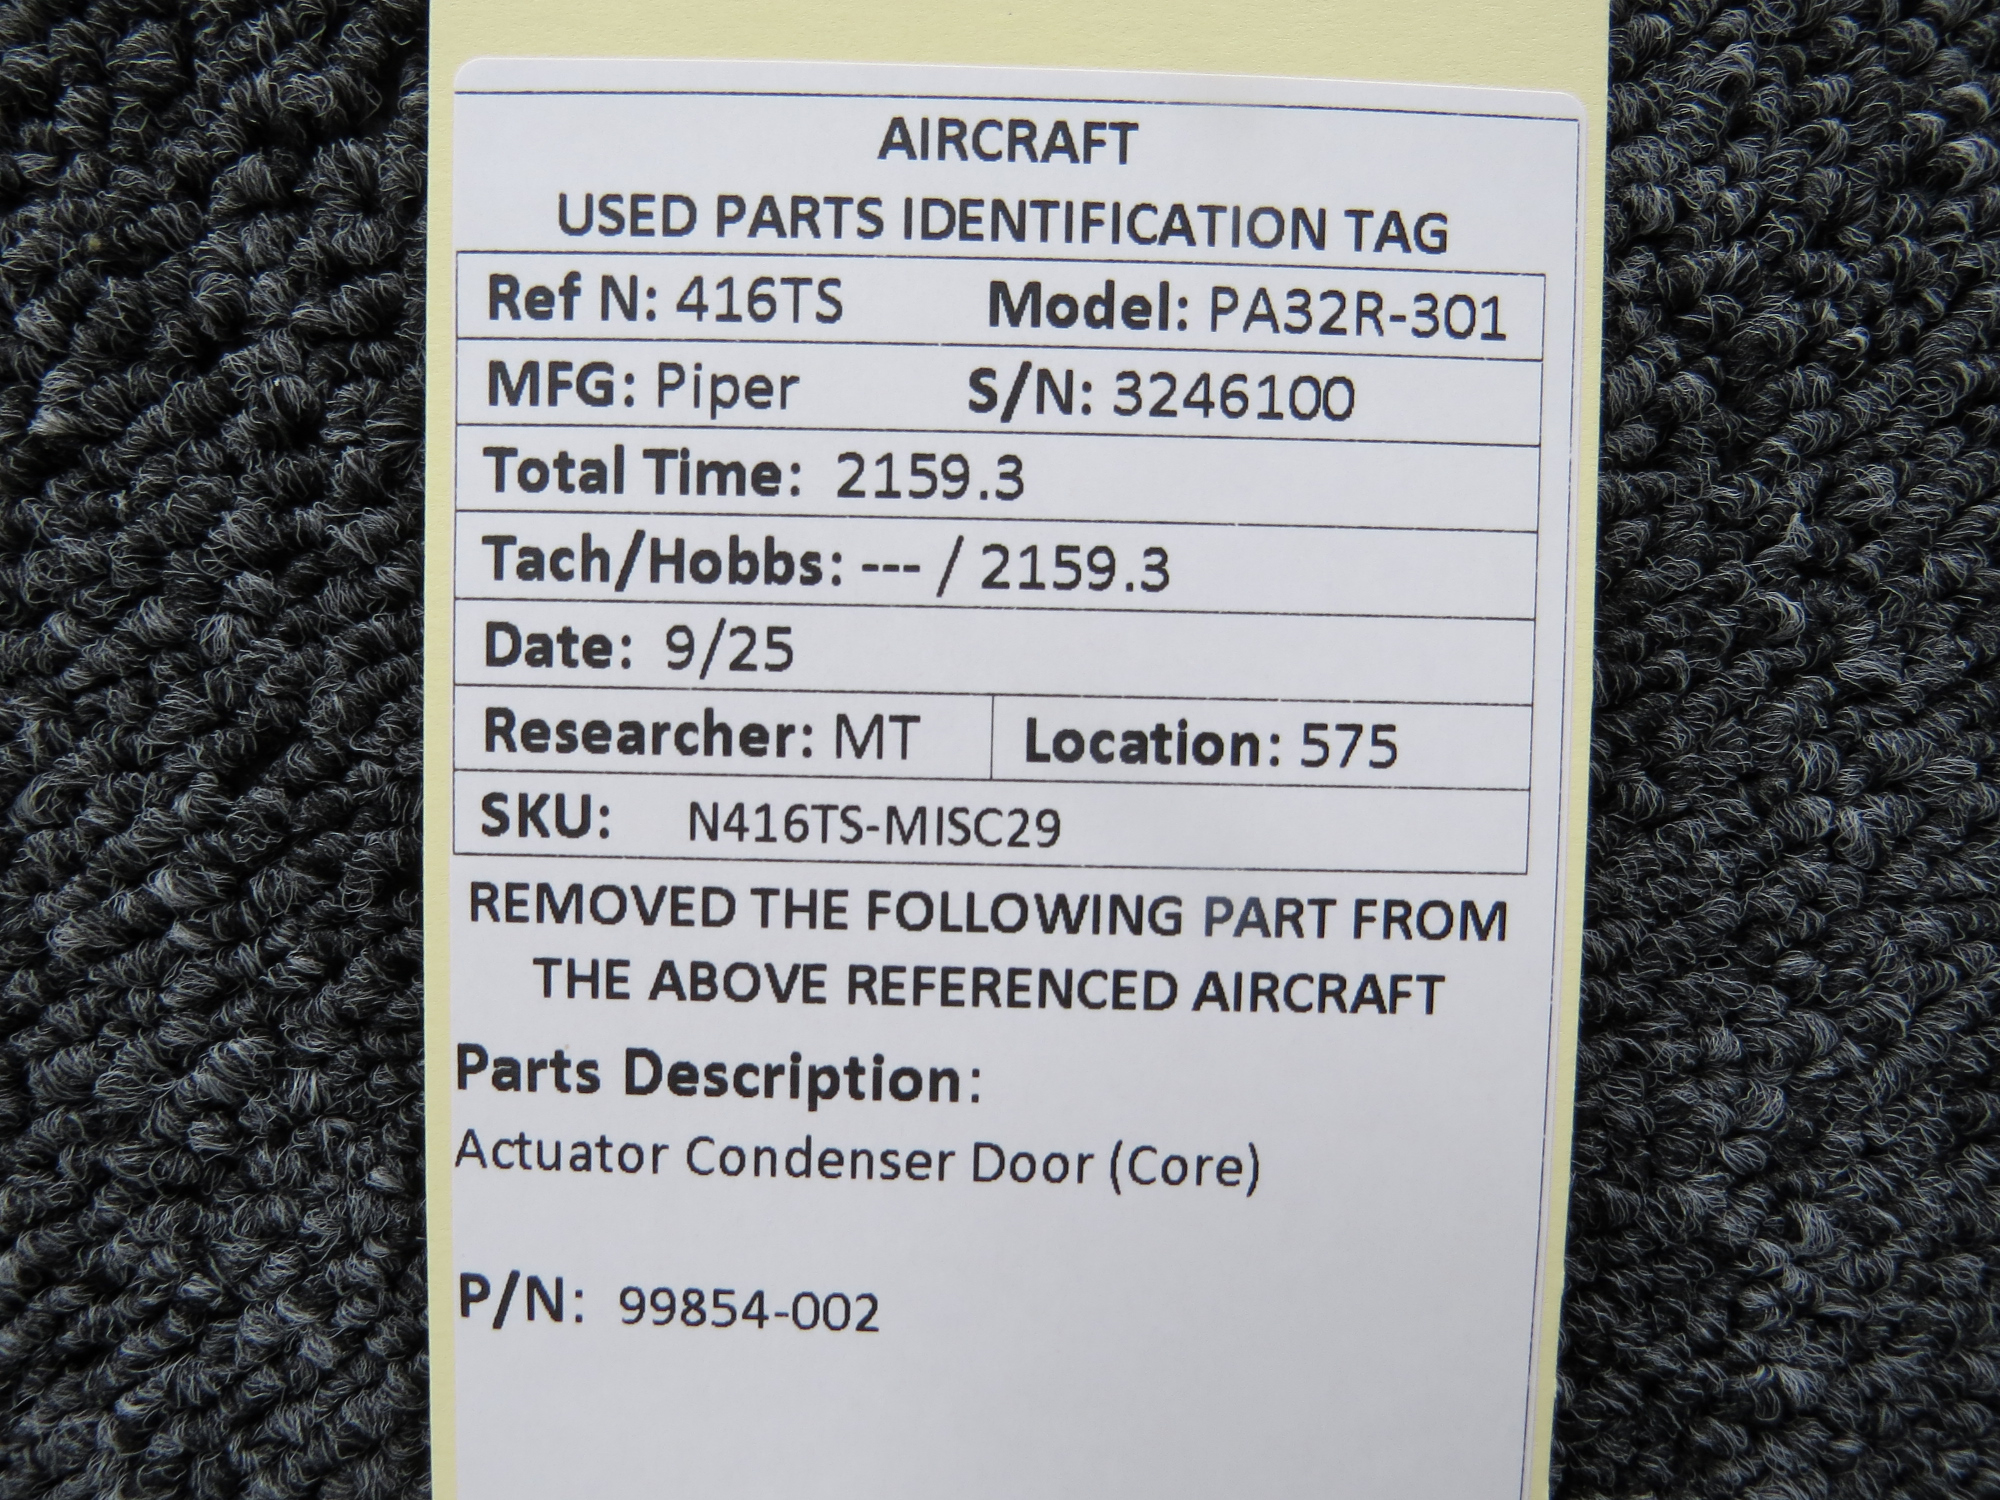 AIRCRAFT
USED PARTS IDENTIFICATION TAG
Ref N: 416TS Model: PA32R-301
MFG: Piper S/N: 3246100
Total Time: 2159.3
Tach/Hobbs: --- / 2159.3
Date: 9/25
Researcher: MT Location: 575
SKU: N416TS-MISC29
REMOVED THE FOLLOWING PART FROM
THE ABOVE REFERENCED AIRCRAFT
Parts Description:
Actuator Condenser Door (Core)
P/N: 99854-002